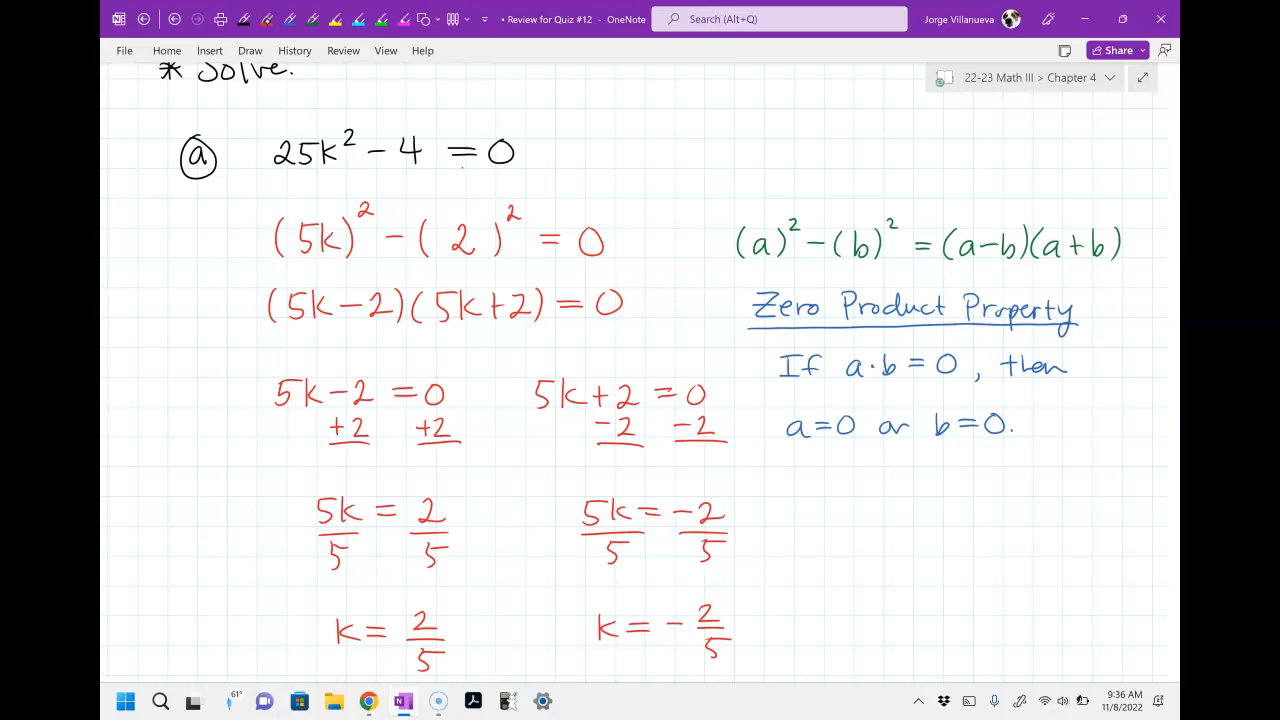 Review for Quiz #12 - OneNote
Search (Alt+Q)
Jorge Villanueva
File Home Insert Draw History Review View Help
Share
22-23 Math III > Chapter 4
* Solve.
(a) 25k² - 4 = 0
(5k)² - (2)² = 0
(a)² - (b)² = (a-b)(a+b)
(5k-2)(5k+2) = 0
Zero Product Property
If a·b = 0, then
a=0 or b=0.
5k-2 = 0
+2 +2
5k = 2
5 5
k = 2/5
5k+2 = 0
-2 -2
5k = -2
5 5
k = -2/5
61°
9:36 AM
11/8/2022